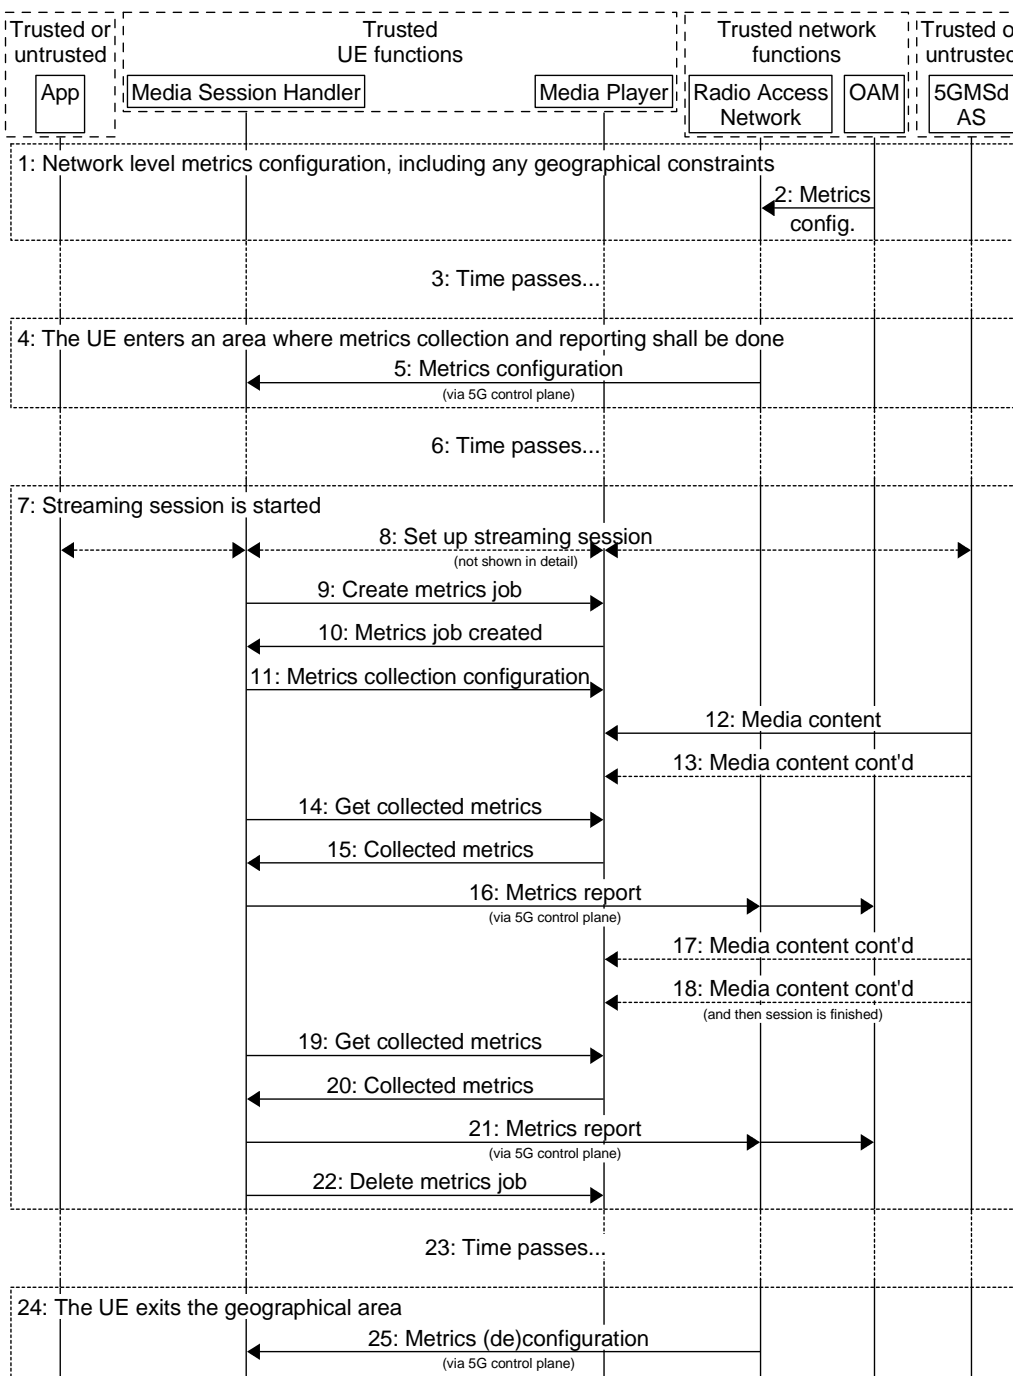 Trusted or
untrusted
Trusted
UE functions
Trusted network
functions
Trusted o
untrusted
App
Media Session Handler
Media Player
Radio Access
Network
OAM
5GMSd
AS
1: Network level metrics configuration, including any geographical constraints
2: Metrics
config.
3: Time passes...
4: The UE enters an area where metrics collection and reporting shall be done
5: Metrics configuration
(via 5G control plane)
6: Time passes...
7: Streaming session is started
8: Set up streaming session
(not shown in detail)
9: Create metrics job
10: Metrics job created
11: Metrics collection configuration
12: Media content
13: Media content cont'd
14: Get collected metrics
15: Collected metrics
16: Metrics report
(via 5G control plane)
17: Media content cont'd
18: Media content cont'd
(and then session is finished)
19: Get collected metrics
20: Collected metrics
21: Metrics report
(via 5G control plane)
22: Delete metrics job
23: Time passes...
24: The UE exits the geographical area
25: Metrics (de)configuration
(via 5G control plane)